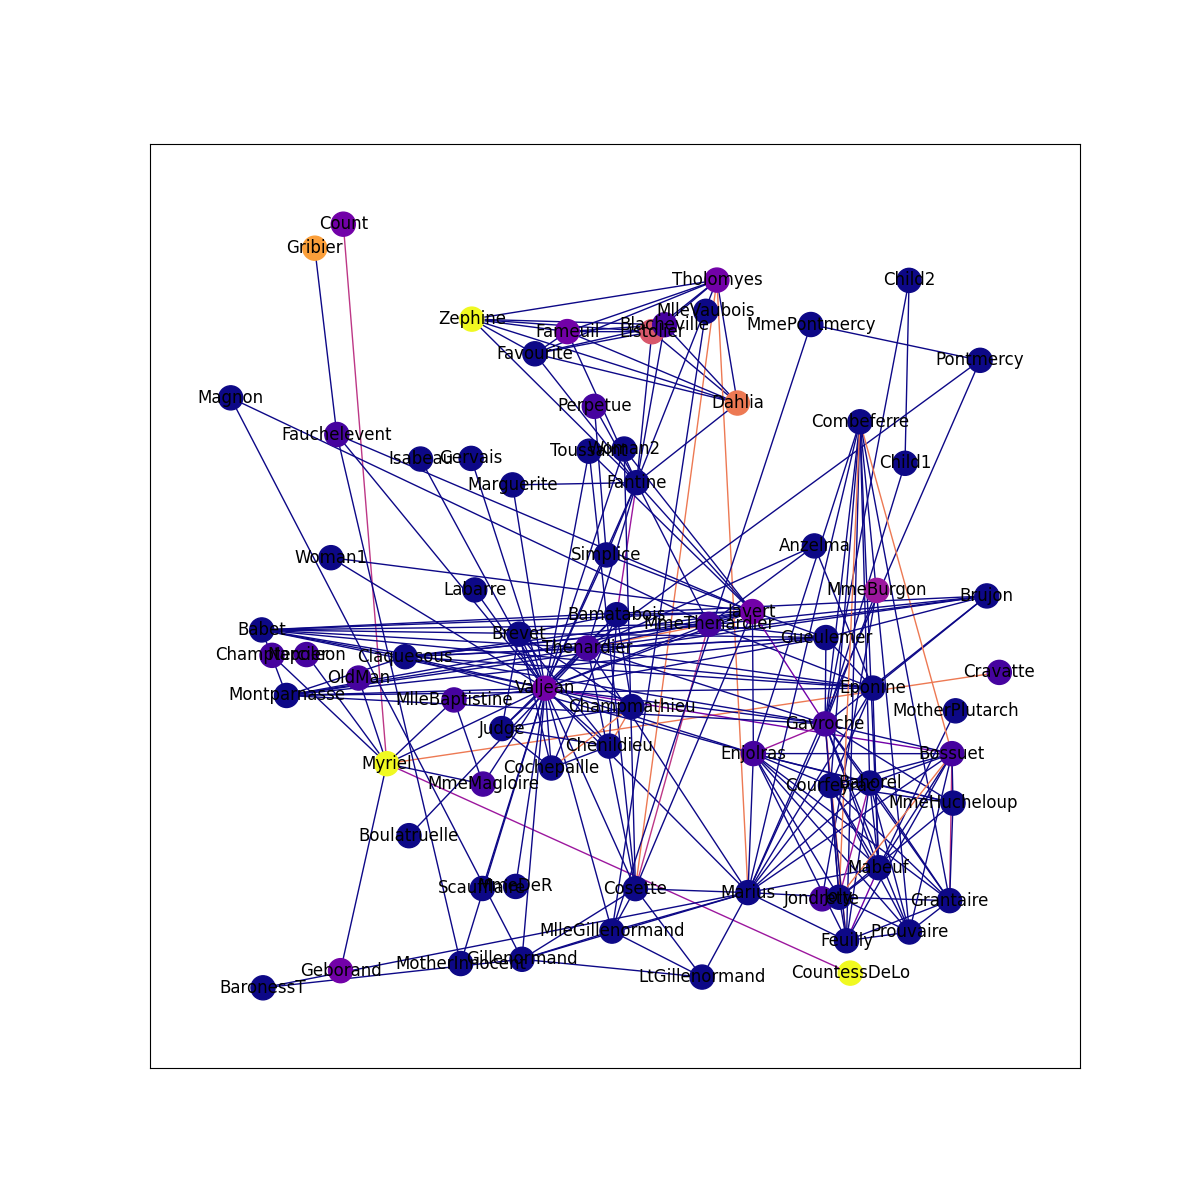 Count
Gribier
Tholomyes
Child2
MlleVaubois
Zephine
Blacheville
MmePontmercy
Fameuil
Listolier
Favourite
Pontmercy
Magnon
Dahlia
Perpetue
Combeferre
Fauchelevent
Toussaint
Woman2
Isabeau
Gervais
Child1
Marguerite
Fantine
Anzelma
Simplice
Woman1
Labarre
MmeBurgon
Brujon
Bamatabois
Javert
MmeThenardier
Babet
Brevet
Gueulemer
Thenardier
Champtercier
Napoleon
Claquesous
Cravatte
OldMan
Valjean
Eponine
Montparnasse
MlleBaptistine
Champmathieu
MotherPlutarch
Gavroche
Judge
Chenildieu
Enjolras
Bossuet
Myriel
Cochepaille
MmeMagloire
Courfeyrac
Bahorel
MmeHucheloup
Boulatruelle
Mabeuf
Scaufflaire
MmeDeR
Cosette
Marius
Jondrette
Joly
Grantaire
MlleGillenormand
Prouvaire
Feuilly
Gillenormand
MotherInnocent
Geborand
CountessDeLo
LtGillenormand
BaronessT